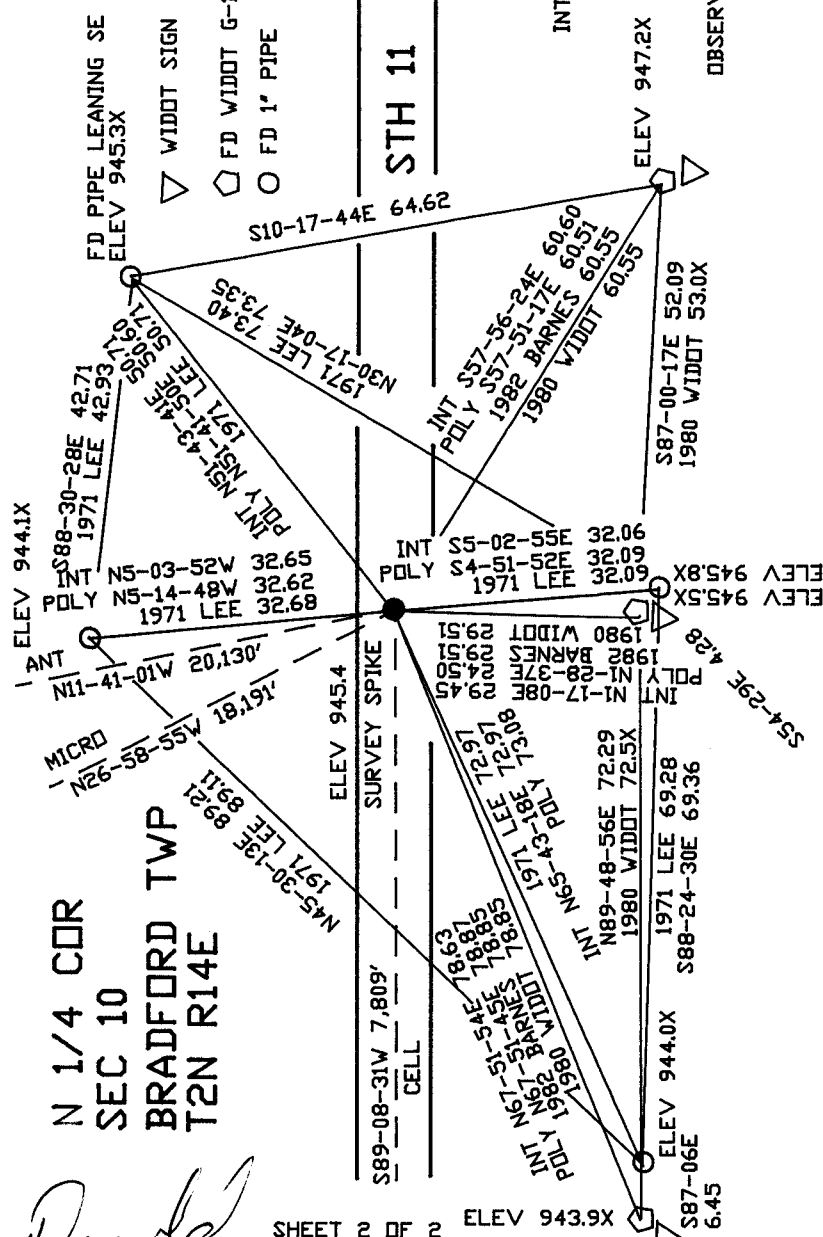 N 1/4 COR
SEC 10
BRADFORD TWP
T2N R14E
FD PIPE LEANING SE
ELEV 945.3X
WIDOT SIGN
FD WIDOT G-
FD 1" PIPE
STH 11
INT
OBSERV
ELEV 947.2X
S10-17-44E 64.62
ELEV 944.1X
S88-30-28E 42.71
1971 LEE 42.93
INT N51-43-41E 50.71
POLY N51-41-50E 50.60
1971 LEE 50.71
1971 LEE 73.40
N30-17-04E 73.35
INT S57-56-24E 60.60
POLY S57-51-17E 60.51
1982 BARNES 60.55
1980 WIDOT 60.55
S87-00-17E 52.09
1980 WIDOT 53.0X
INT N5-03-52W 32.65
POLY N5-14-48W 32.62
1971 LEE 32.68
INT S5-02-55E 32.06
POLY S4-51-52E 32.09
1971 LEE 32.09
ELEV 945.8X
ELEV 945.5X
ANT
N11-41-01W 20,130'
MICRO
N26-58-55W 18,191'
ELEV 945.4
SURVEY SPIKE
INT N1-17-08E 29.45
POLY N1-28-37E 24.50
1982 BARNES 29.51
1980 WIDOT 29.51
S54-29E 4.28
N45-30-13E 89.21
1971 LEE 89.11
1971 LEE 72.97
INT N65-43-18E 72.97
POLY 73.08
N89-48-56E 72.29
1980 WIDOT 72.5X
1971 LEE 69.28
S88-24-30E 69.36
INT N67-51-54E 78.63
POLY N67-51-45E 78.87
1982 BARNES 78.85
1980 WIDOT 78.85
S89-08-31W 7,809'
CELL
ELEV 944.0X
S87-06E
6.45
ELEV 943.9X
SHEET 2 OF 2